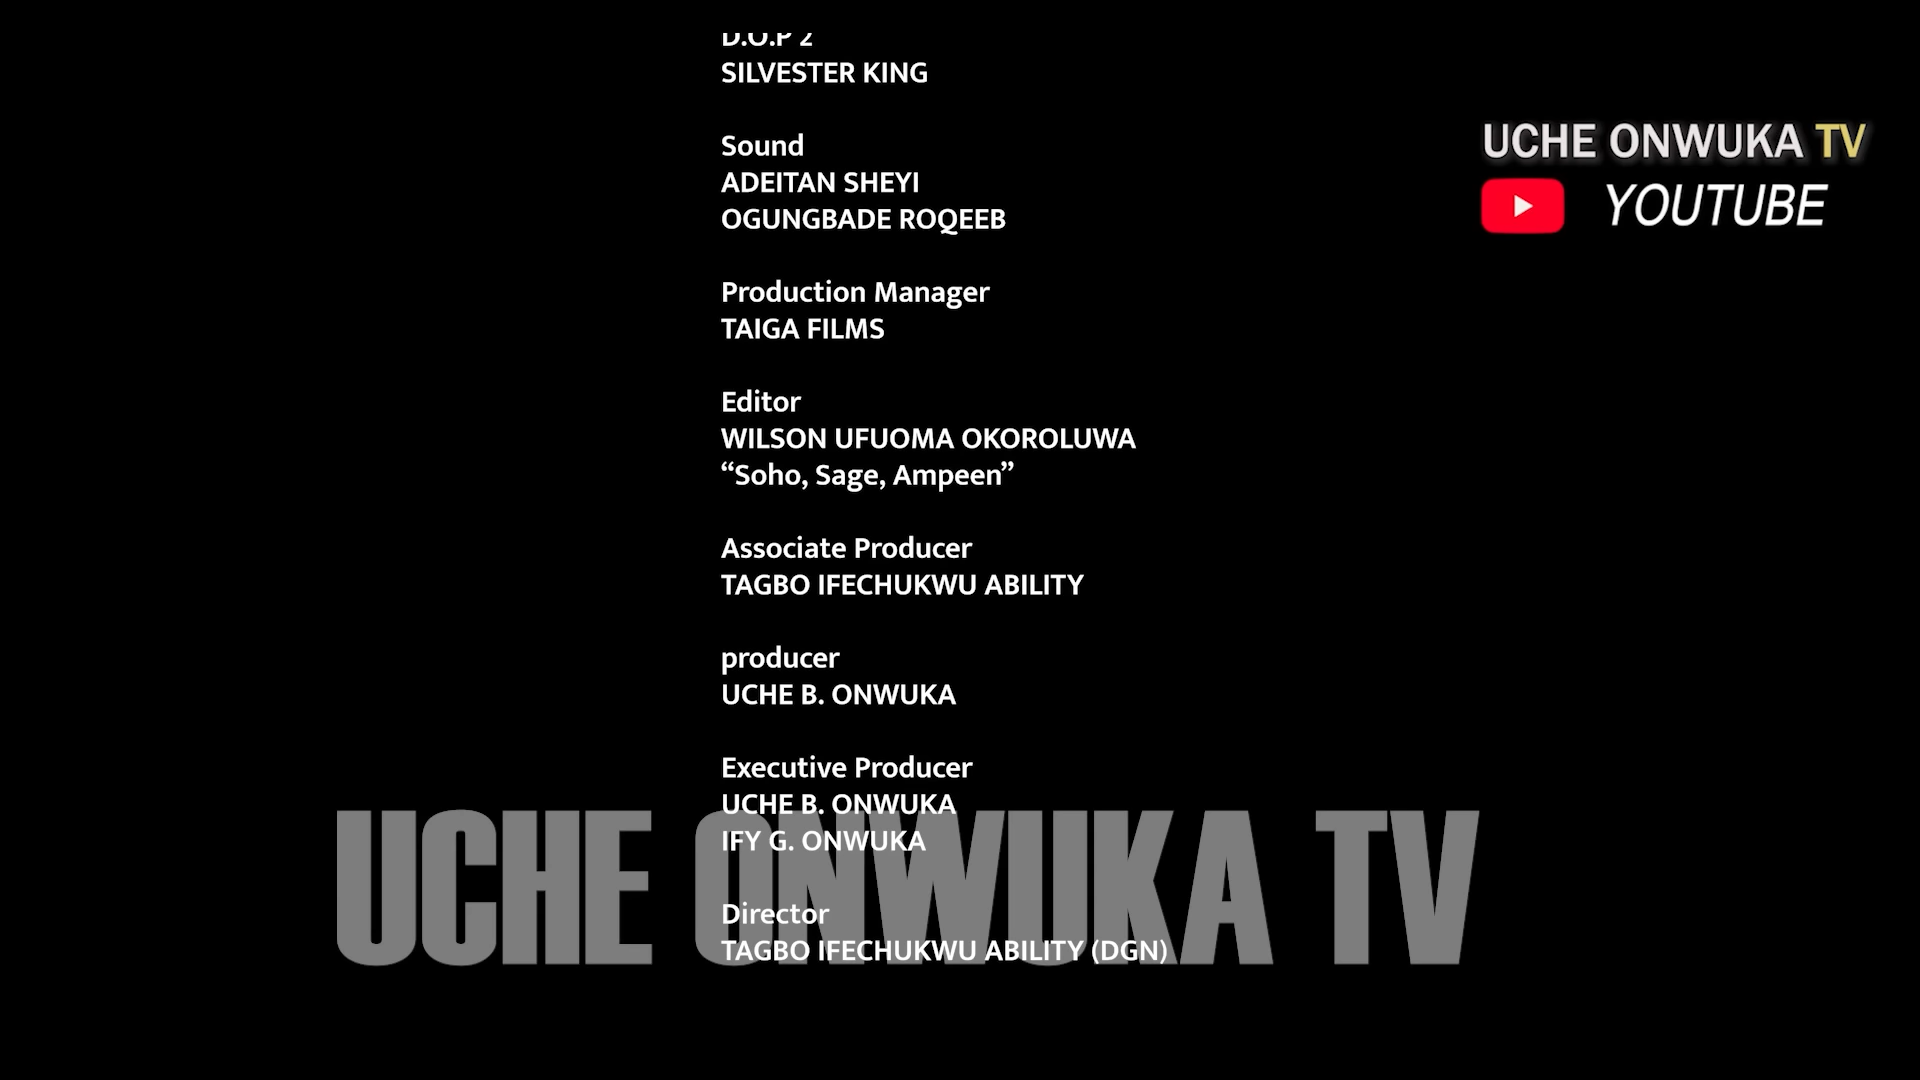 D.O.P 2
SILVESTER KING
Sound
ADEITAN SHEYI
OGUNGBADE ROQEEB
Production Manager
TAIGA FILMS
Editor
WILSON UFUOMA OKOROLUWA
“Soho, Sage, Ampeen”
Associate Producer
TAGBO IFECHUKWU ABILITY
producer
UCHE B. ONWUKA
Executive Producer
UCHE B. ONWUKA
IFY G. ONWUKA
Director
TAGBO IFECHUKWU ABILITY (DGN)
UCHE ONWUKA TV
YOUTUBE
UCHE ONWUKA TV